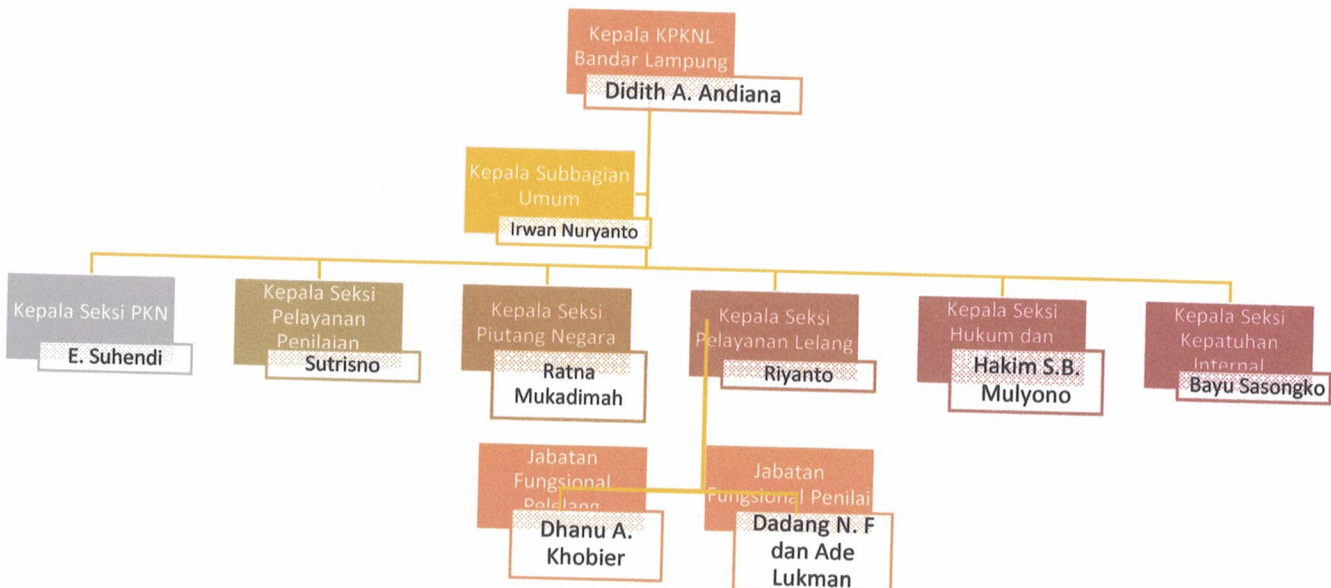 Kepala KPKNL
Bandar Lampung
Didith A. Andiana
Kepala Subbagian
Umum
Irwan Nuryanto
Kepala Seksi PKN
E. Suhendi
Kepala Seksi
Pelayanan
Penilaian
Sutrisno
Kepala Seksi
Piutang Negara
Ratna
Mukadimah
Kepala Seksi
Pelayanan Lelang
Riyanto
Kepala Seksi
Hukum dan
Hakim S.B.
Mulyono
Kepala Seksi
Kepatuhan
Internal
Bayu Sasongko
Jabatan
Fungsional
Pelelang
Dhanu A.
Khobier
Jabatan
Fungsional Penilai
Dadang N. F
dan Ade
Lukman